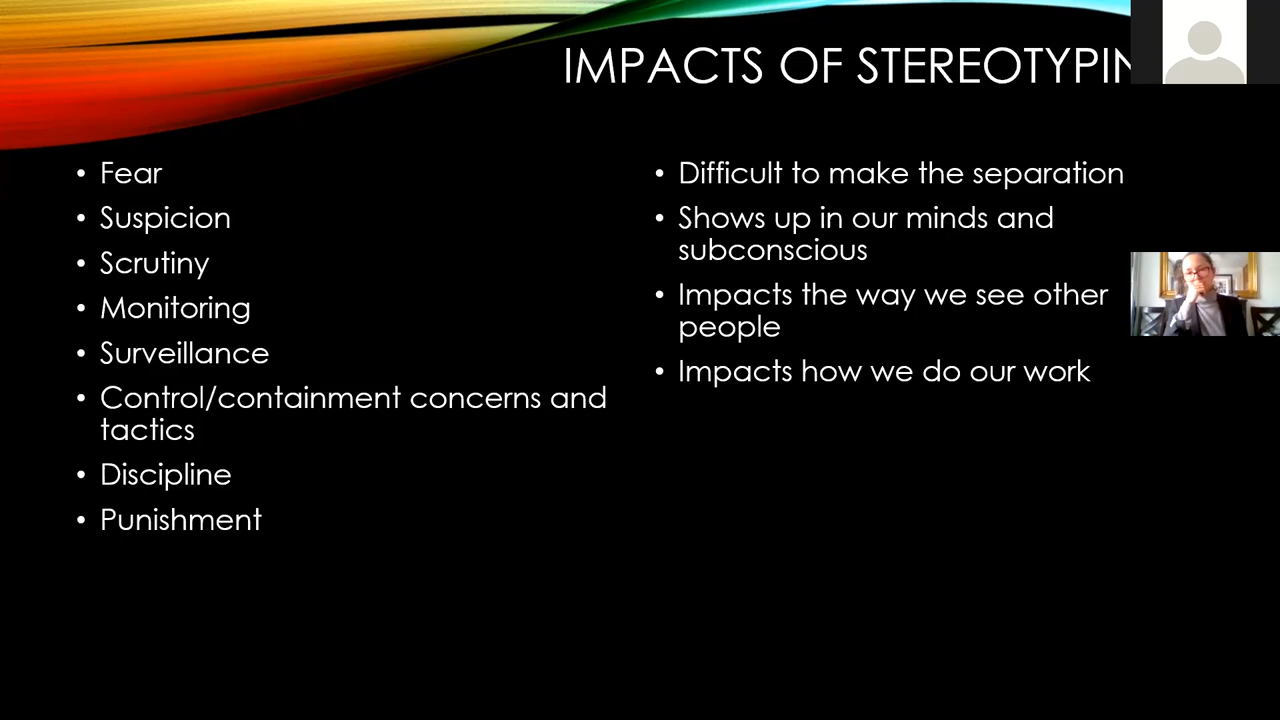 IMPACTS OF STEREOTYPIN
• Fear
• Suspicion
• Scrutiny
• Monitoring
• Surveillance
• Control/containment concerns and
tactics
• Discipline
• Punishment
• Difficult to make the separation
• Shows up in our minds and
subconscious
• Impacts the way we see other
people
• Impacts how we do our work